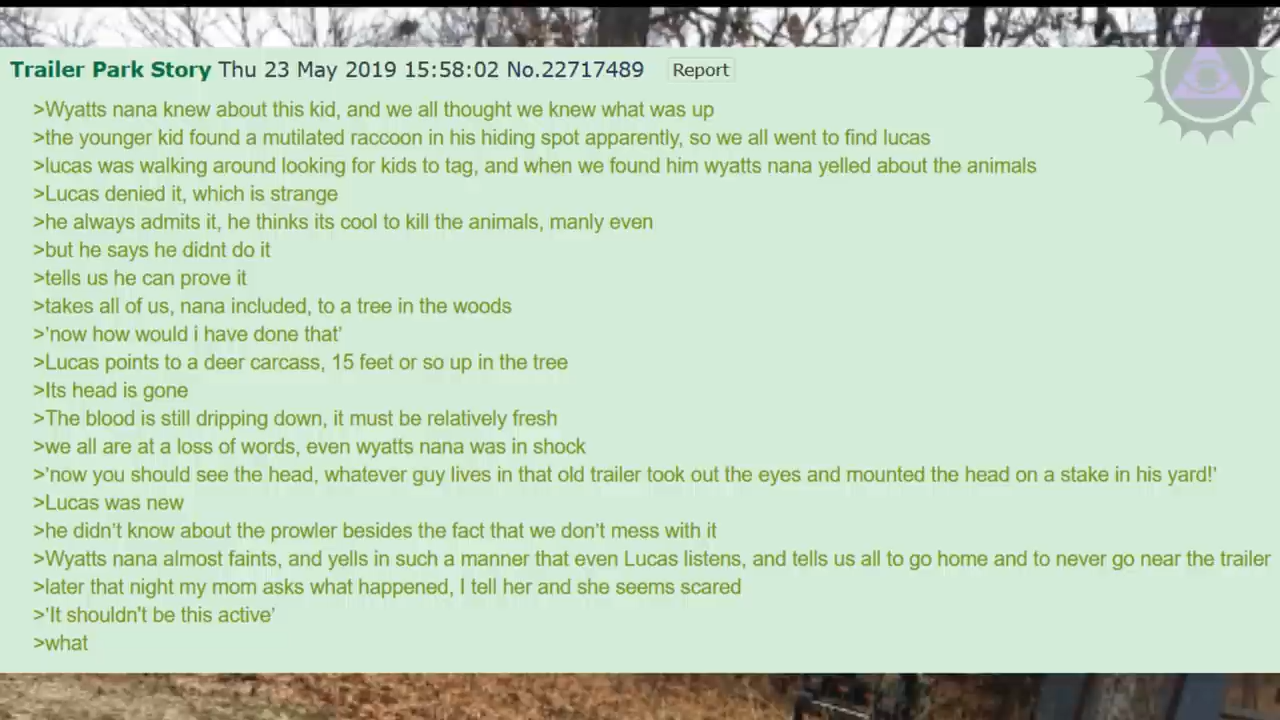 Trailer Park Story Thu 23 May 2019 15:58:02 No.22717489 Report
>Wyatts nana knew about this kid, and we all thought we knew what was up
>the younger kid found a mutilated raccoon in his hiding spot apparently, so we all went to find lucas
>lucas was walking around looking for kids to tag, and when we found him wyatts nana yelled about the animals
>Lucas denied it, which is strange
>he always admits it, he thinks its cool to kill the animals, manly even
>but he says he didnt do it
>tells us he can prove it
>takes all of us, nana included, to a tree in the woods
>'now how would i have done that'
>Lucas points to a deer carcass, 15 feet or so up in the tree
>Its head is gone
>The blood is still dripping down, it must be relatively fresh
>we all are at a loss of words, even wyatts nana was in shock
>'now you should see the head, whatever guy lives in that old trailer took out the eyes and mounted the head on a stake in his yard!'
>Lucas was new
>he didn't know about the prowler besides the fact that we don't mess with it
>Wyatts nana almost faints, and yells in such a manner that even Lucas listens, and tells us all to go home and to never go near the trailer
>later that night my mom asks what happened, I tell her and she seems scared
>'It shouldn't be this active'
>what